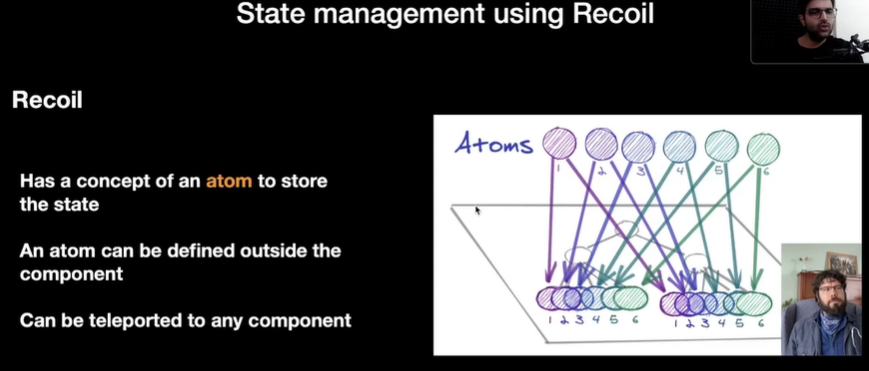 State management using Recoil
Recoil
Has a concept of an atom to store
the state
An atom can be defined outside the
component
Can be teleported to any component
Atoms
1 2 3 4 5 6
1 2 3 4 5 6 1 2 3 4 5 6